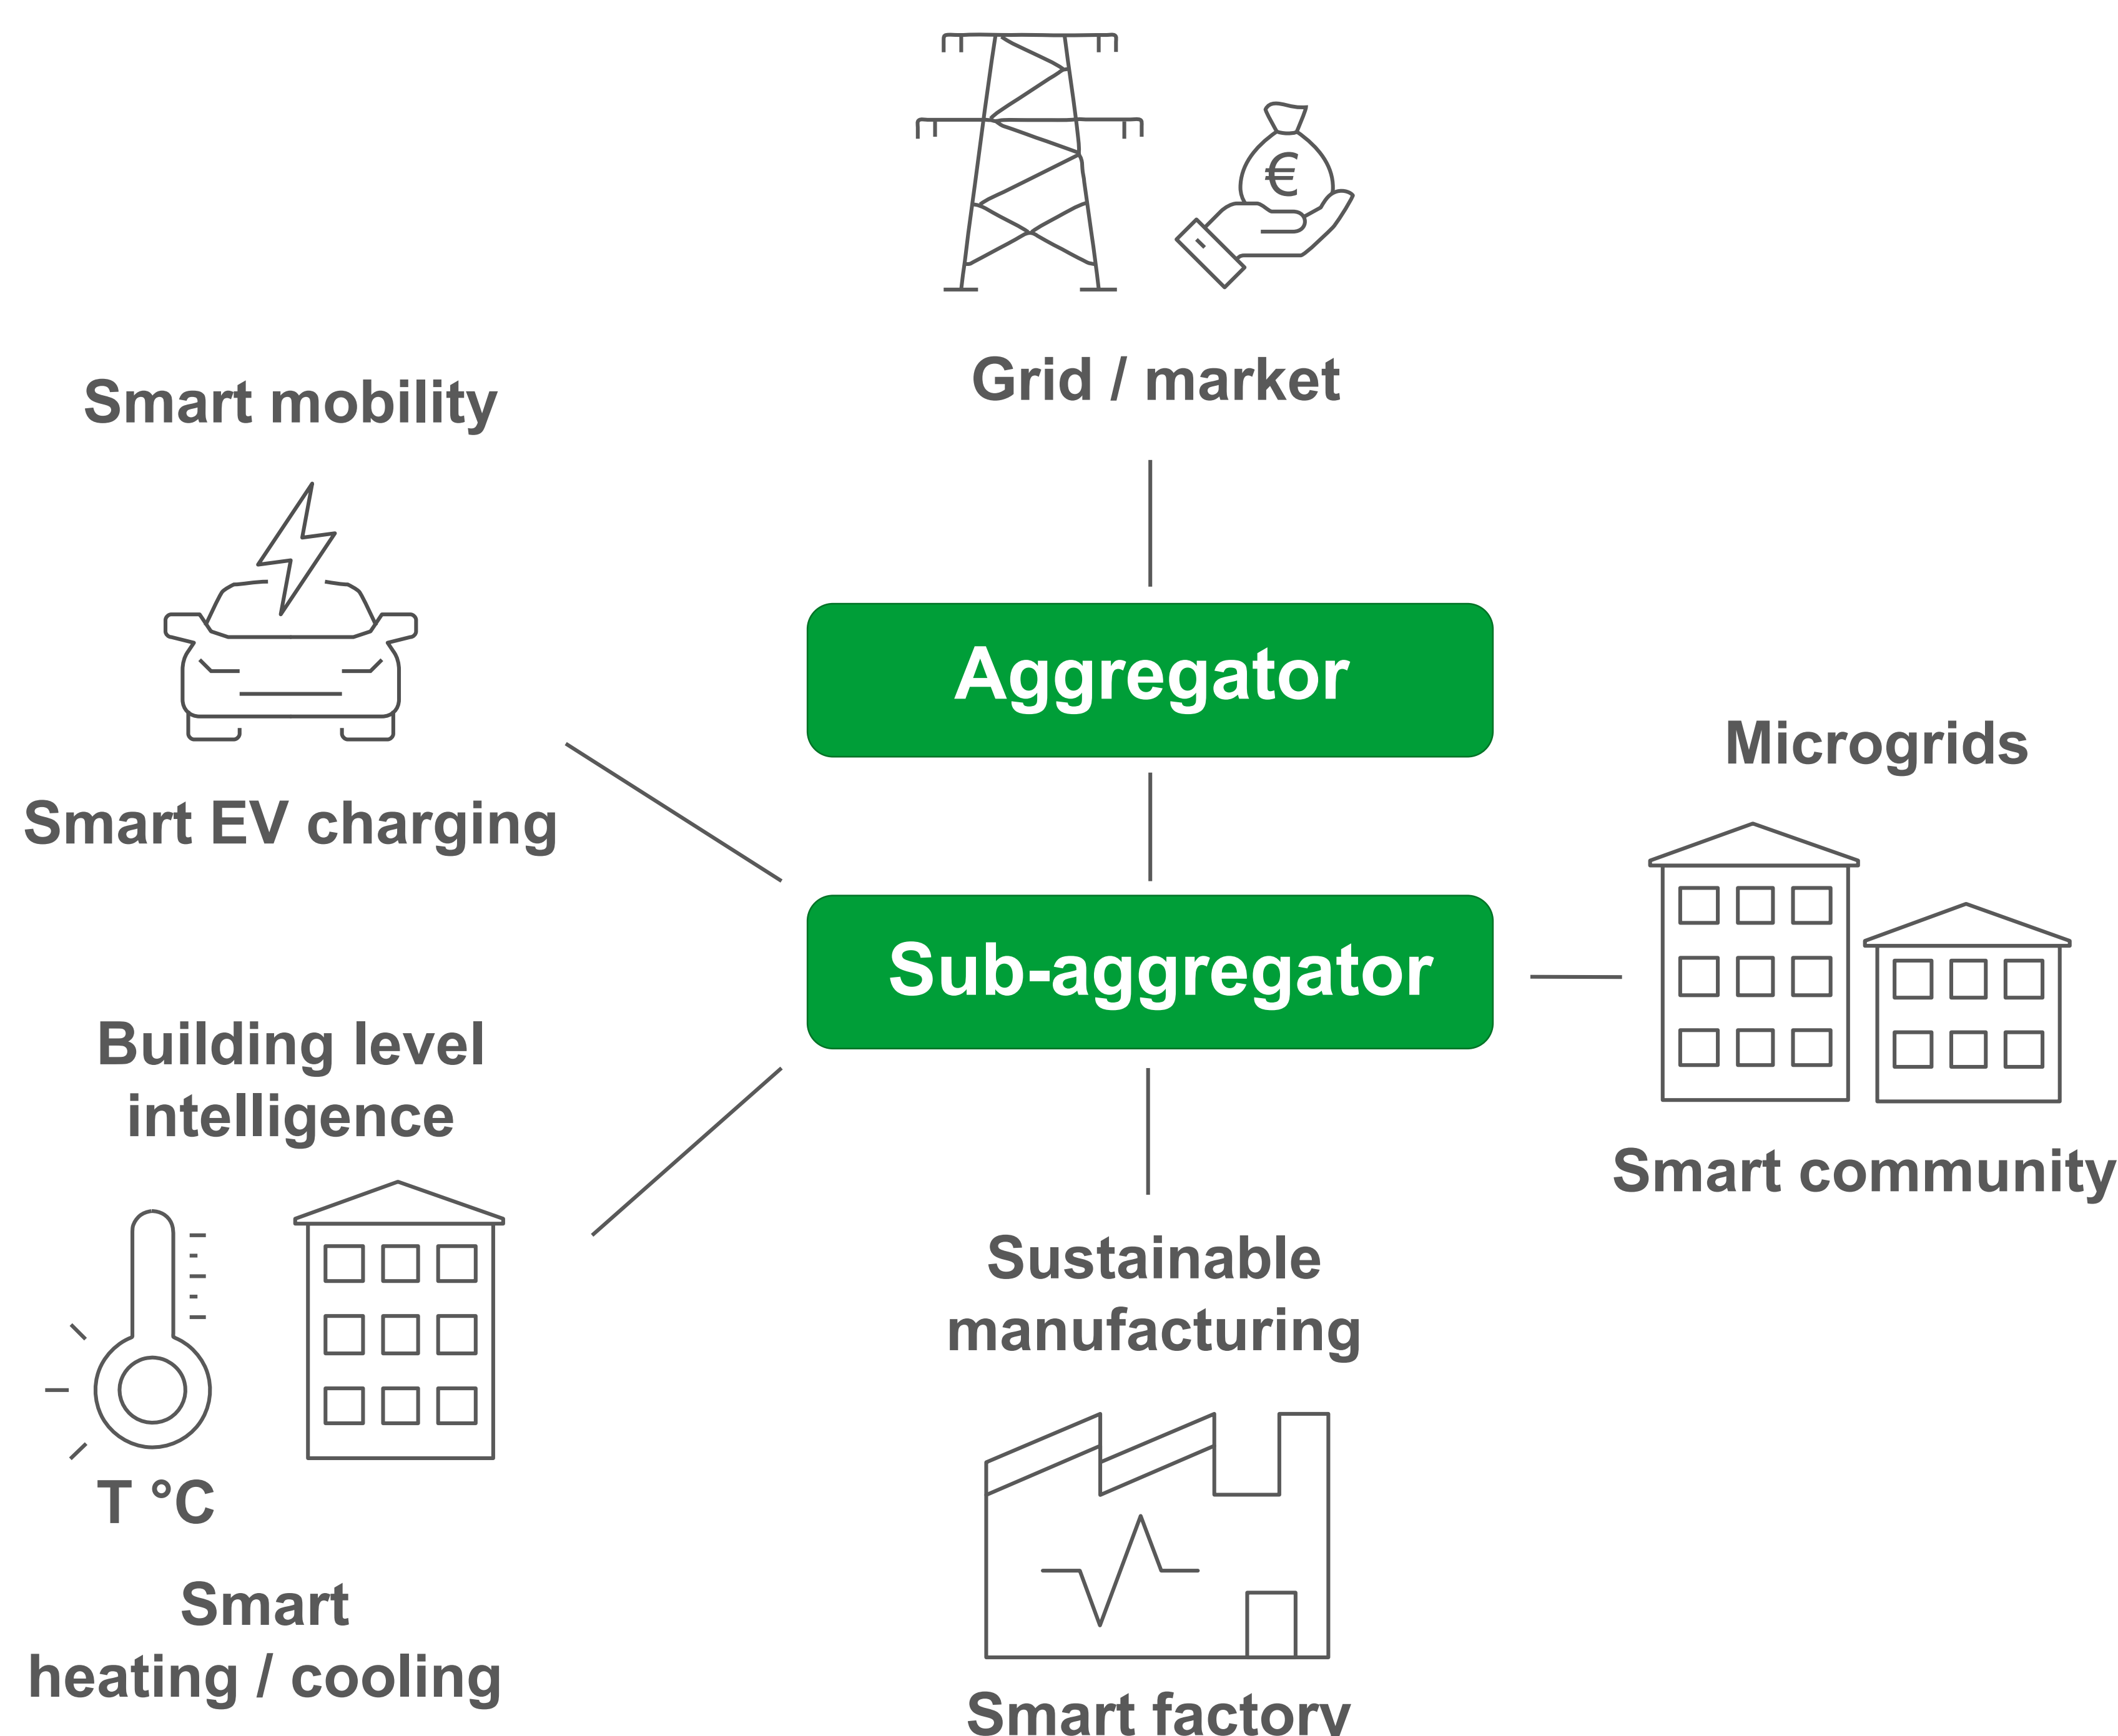 €
Grid / market
Smart mobility
Smart EV charging
Aggregator
Sub-aggregator
Microgrids
Smart community
Building level
intelligence
T °C
Smart
heating / cooling
Sustainable
manufacturing
Smart factory